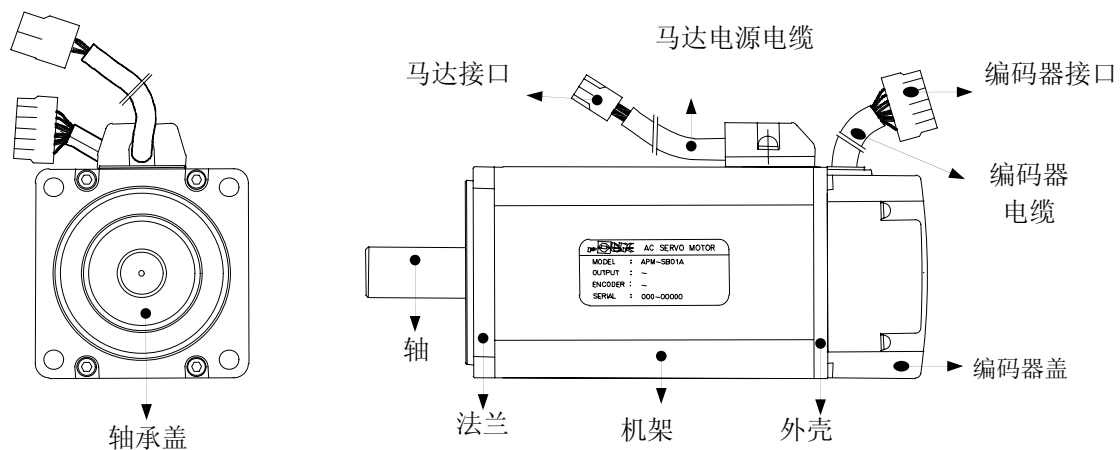 马达电源电缆
马达接口
编码器接口
编码器
电缆
AC SERVO MOTOR
MODEL : APM-SB01A
OUTPUT : -
ENCODER : -
SERIAL : 000-00000
轴
编码器盖
法兰
机架
外壳
轴承盖